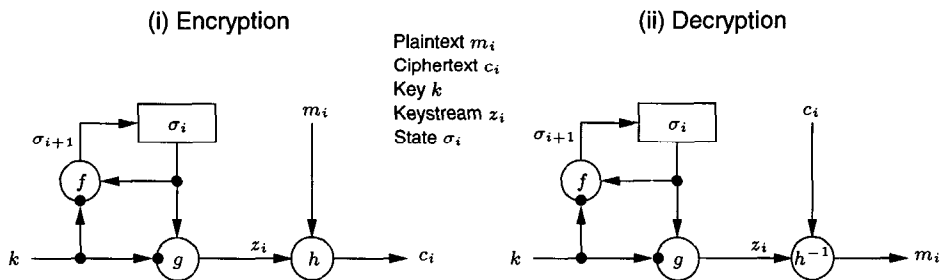 (i) Encryption
(ii) Decryption
Plaintext m_i
Ciphertext c_i
Key k
Keystream z_i
State σ_i
σ_i
m_i
σ_{i+1}
f
k
g
z_i
h
c_i
σ_i
c_i
σ_{i+1}
f
k
g
z_i
h^{-1}
m_i